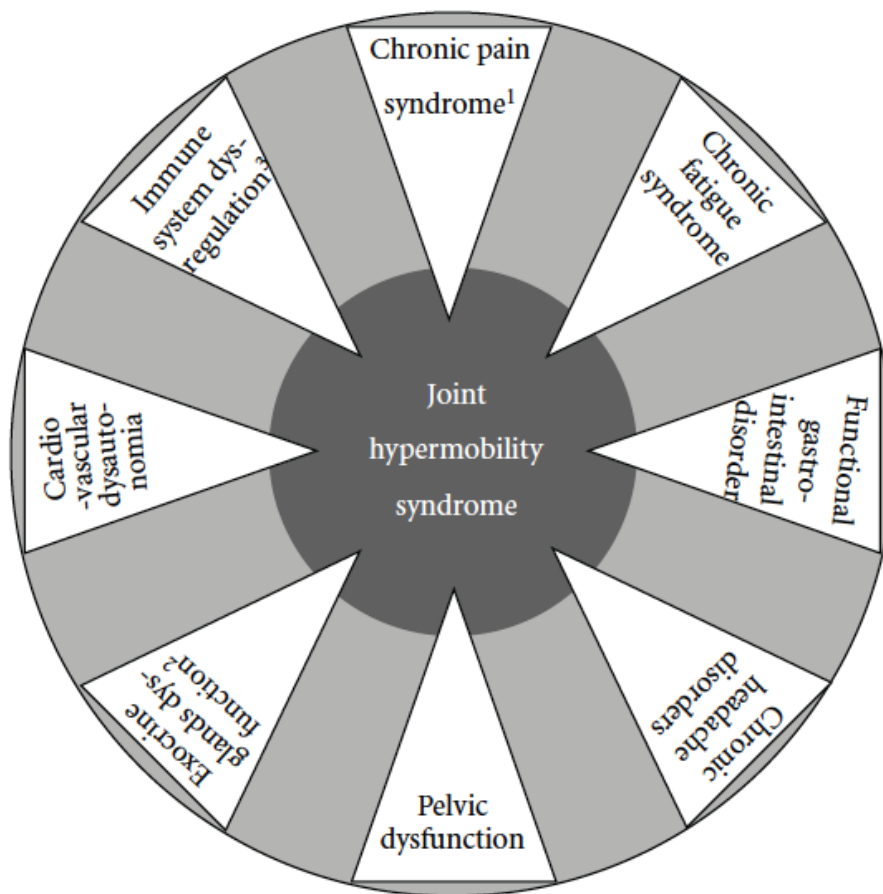 Chronic pain
syndrome¹
Chronic
fatigue
syndrome
Functional
gastro-
intestinal
disorder
Chronic
headache
disorders
Pelvic
dysfunction
Exocrine
glands dys-
function²
Cardio
-vascular
dysauto-
nomia
Immune
system dys-
regulation³
Joint
hypermobility
syndrome